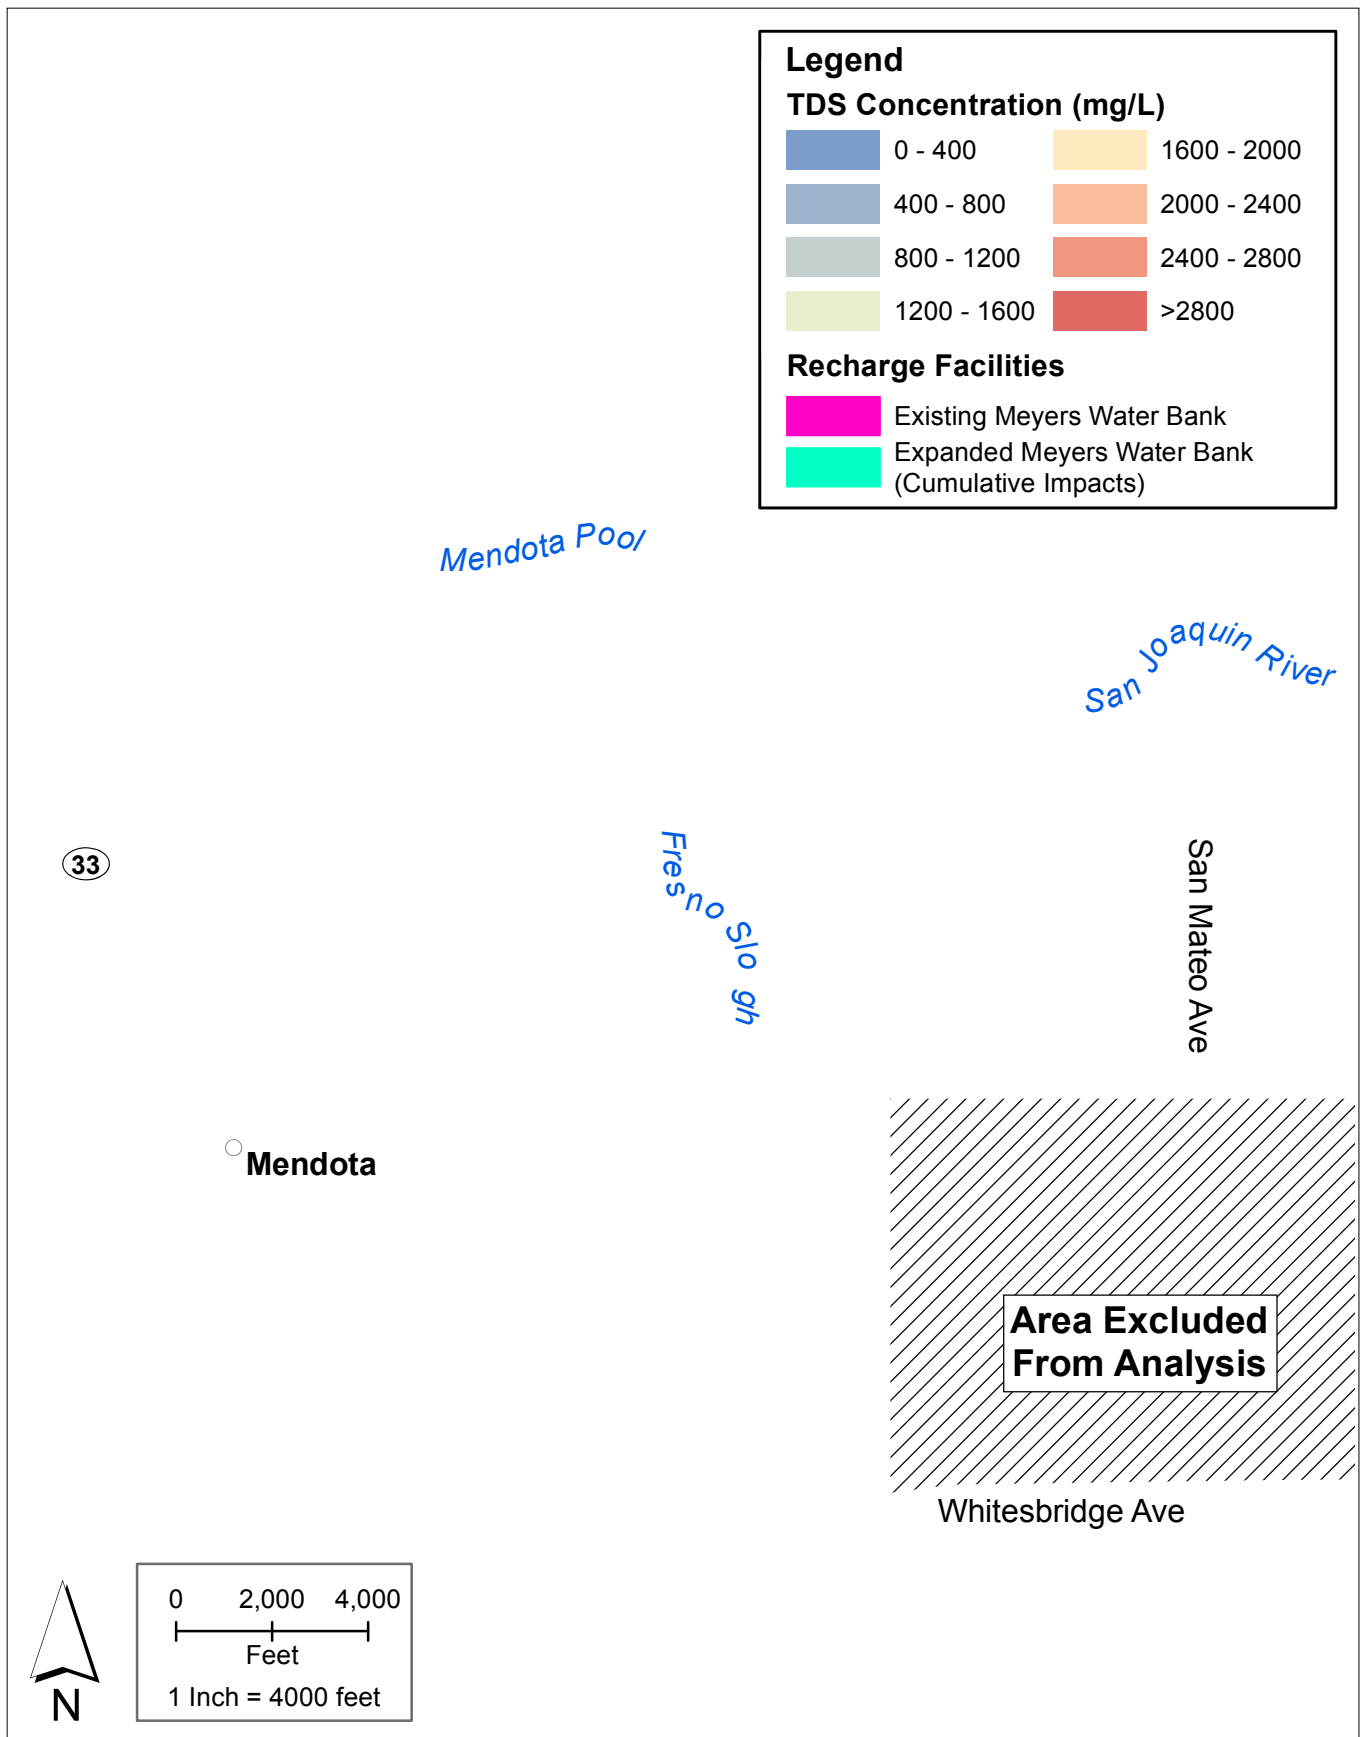 Legend
TDS Concentration (mg/L)
0 - 400
1600 - 2000
400 - 800
2000 - 2400
800 - 1200
2400 - 2800
1200 - 1600
>2800
Recharge Facilities
Existing Meyers Water Bank
Expanded Meyers Water Bank
(Cumulative Impacts)
Mendota Pool
San Joaquin River
Fresno Slo gh
33
San Mateo Ave
Mendota
Area Excluded
From Analysis
Whitesbridge Ave
0 2,000 4,000
Feet
1 Inch = 4000 feet
N